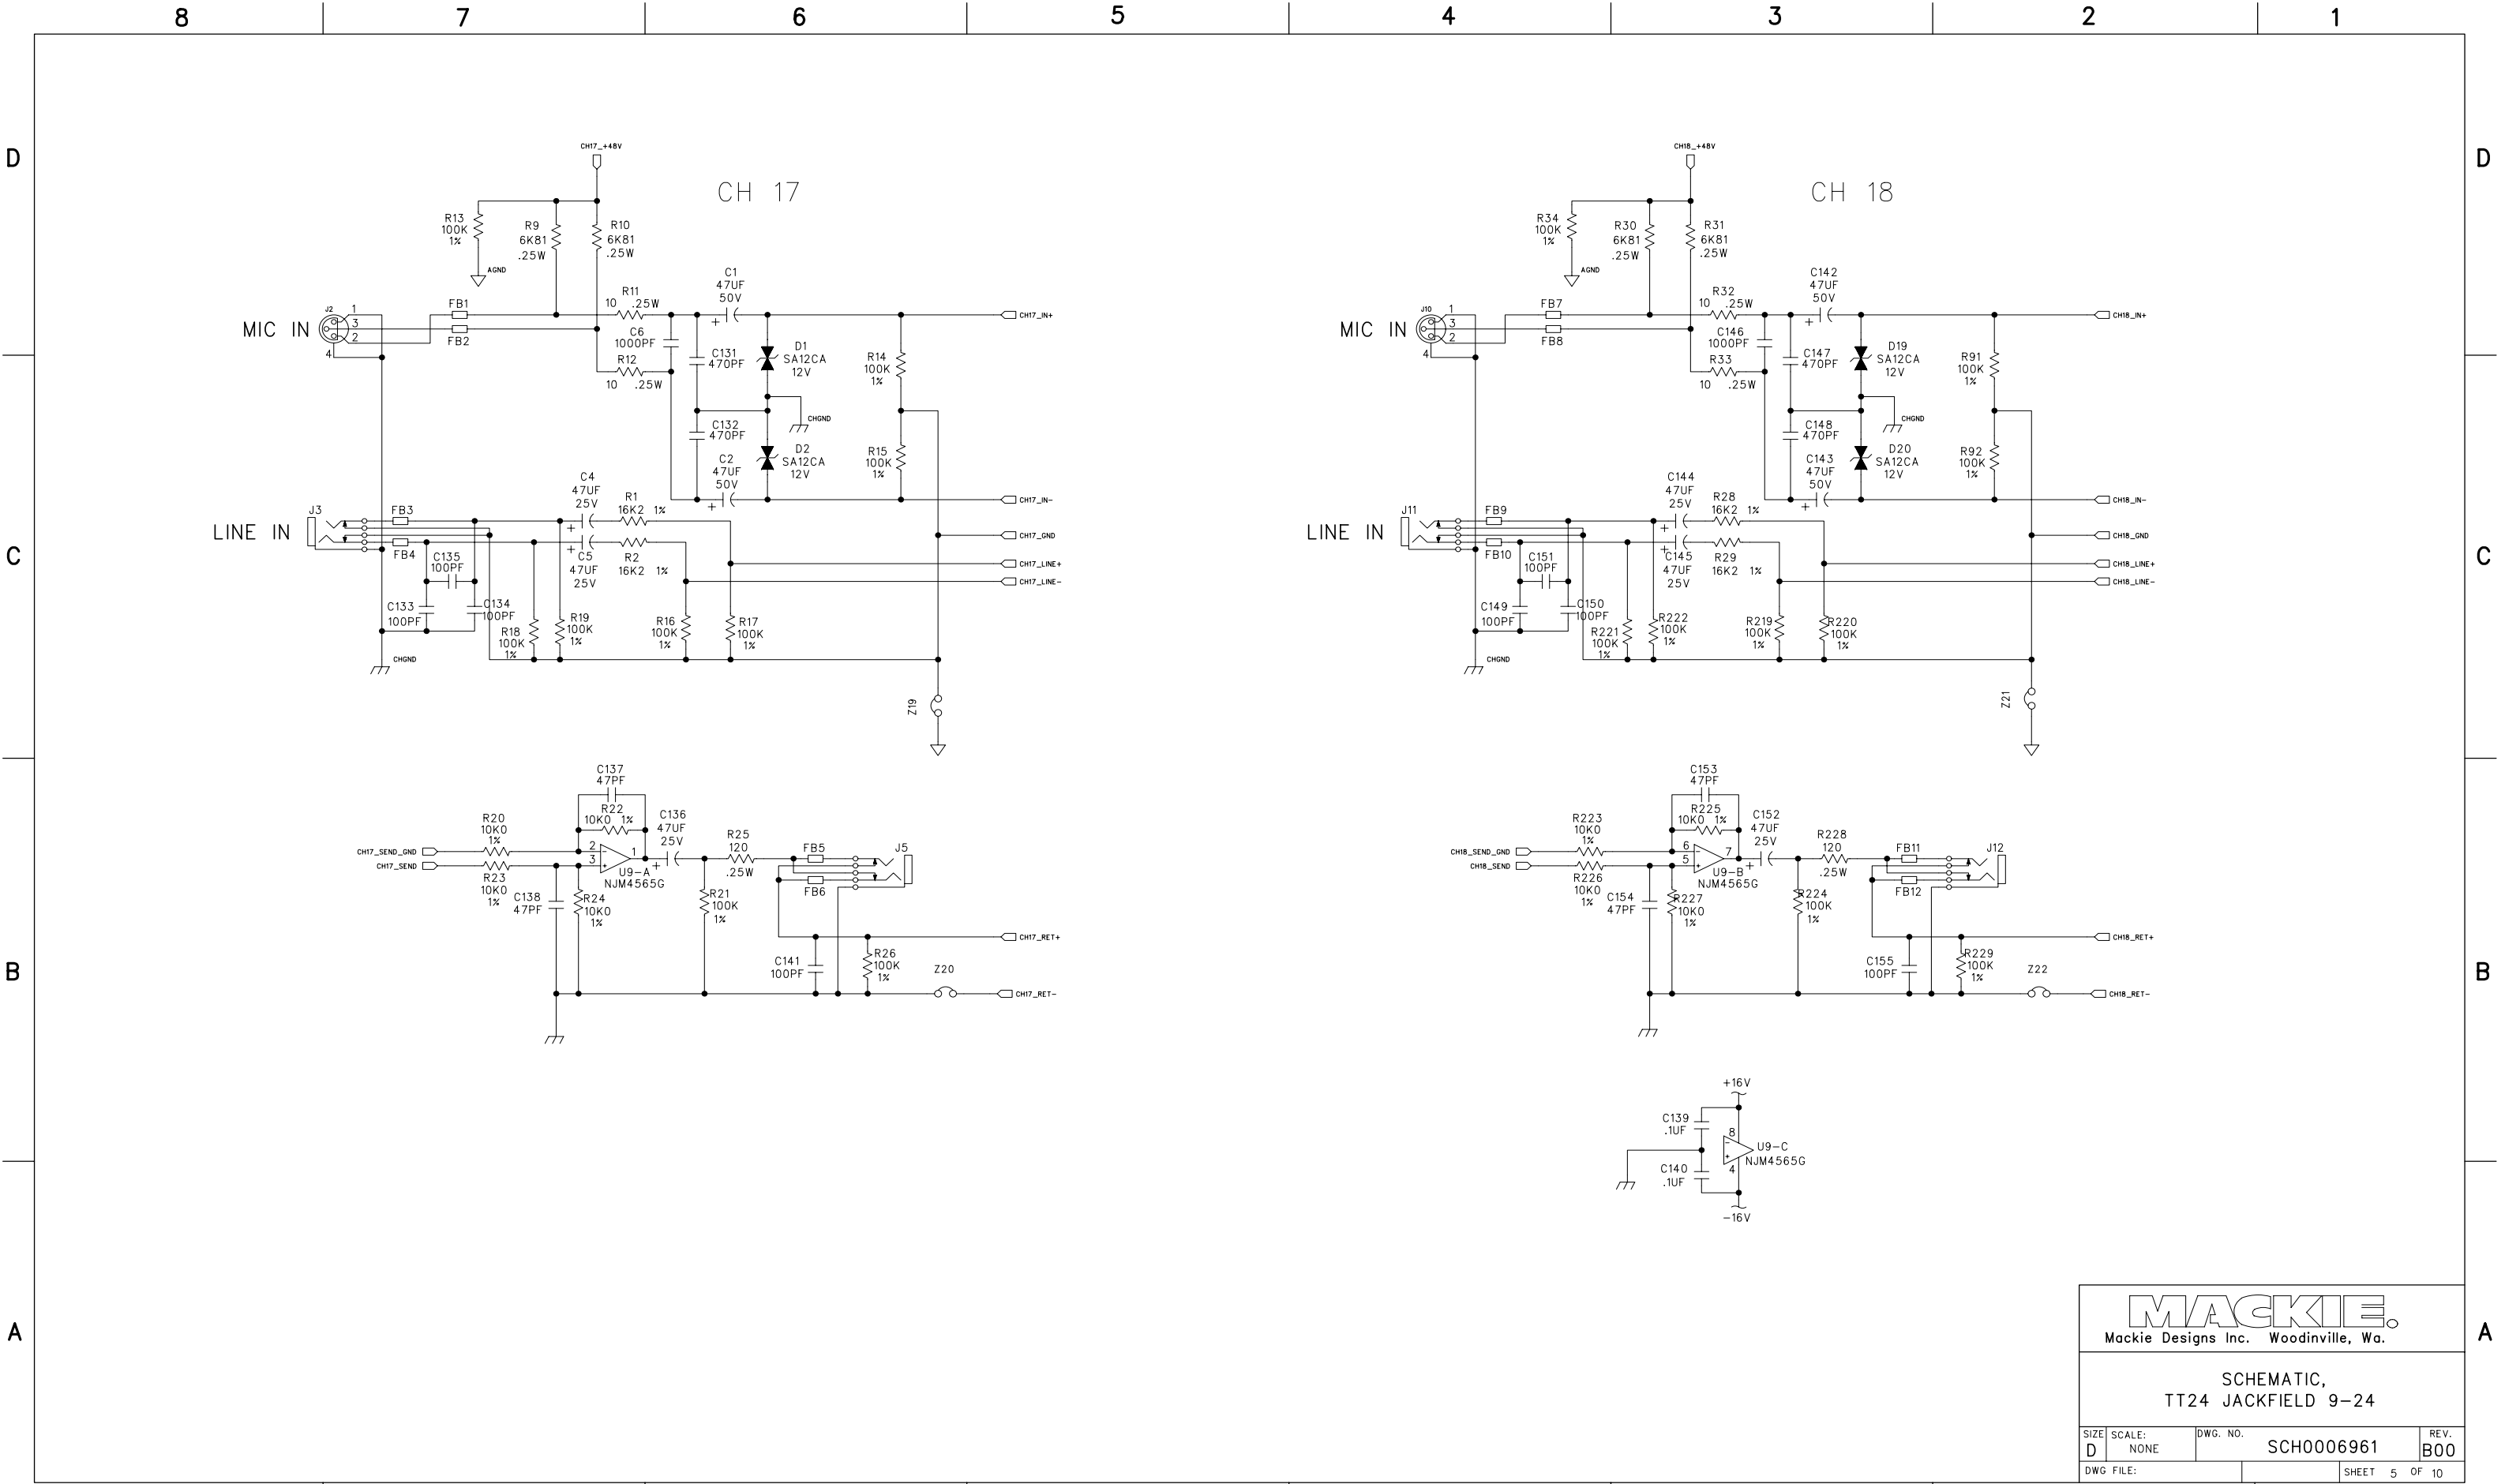 8 7 6 5 4 3 2 1
D
D
C
C
B
B
A
A
CH17_+48V
CH 17
R13
100K
1%
R9
6K81
.25W
R10
6K81
.25W
AGND
MIC IN
J2
1
3
2
4
FB1
FB2
R11
10 .25W
C1
47UF
50V
+
C6
1000PF
R12
10 .25W
C131
470PF
D1
SA12CA
12V
R14
100K
1%
CHGND
C132
470PF
D2
SA12CA
12V
R15
100K
1%
C2
47UF
50V
+
CH17_IN+
CH17_IN-
LINE IN
J3
FB3
FB4
C4
47UF
25V
+
R1
16K2 1%
+
C5
47UF
25V
R2
16K2 1%
C135
100PF
C133
100PF
C134
100PF
R18
100K
1%
R19
100K
1%
R16
100K
1%
R17
100K
1%
CHGND
CH17_GND
CH17_LINE+
CH17_LINE-
Z19
C137
47PF
R22
10K0 1%
R20
10K0
1%
CH17_SEND_GND
CH17_SEND
R23
10K0
1%
2
3
1
-
+
U9-A
NJM4565G
C136
47UF
25V
+
R25
120
.25W
FB5
FB6
J5
C138
47PF
R24
10K0
1%
R21
100K
1%
C141
100PF
R26
100K
1%
Z20
CH17_RET+
CH17_RET-
CH18_+48V
CH 18
R34
100K
1%
R30
6K81
.25W
R31
6K81
.25W
AGND
MIC IN
J10
1
3
2
4
FB7
FB8
R32
10 .25W
C142
47UF
50V
+
C146
1000PF
R33
10 .25W
C147
470PF
D19
SA12CA
12V
R91
100K
1%
CHGND
C148
470PF
D20
SA12CA
12V
R92
100K
1%
C143
47UF
50V
+
CH18_IN+
CH18_IN-
LINE IN
J11
FB9
FB10
C144
47UF
25V
+
R28
16K2 1%
+
C145
47UF
25V
R29
16K2 1%
C151
100PF
C149
100PF
C150
100PF
R221
100K
1%
R222
100K
1%
R219
100K
1%
R220
100K
1%
CHGND
CH18_GND
CH18_LINE+
CH18_LINE-
Z21
C153
47PF
R225
10K0 1%
R223
10K0
1%
CH18_SEND_GND
CH18_SEND
R226
10K0
1%
6
5
7
-
+
U9-B
NJM4565G
C152
47UF
25V
+
R228
120
.25W
FB11
FB12
J12
C154
47PF
R227
10K0
1%
R224
100K
1%
C155
100PF
R229
100K
1%
Z22
CH18_RET+
CH18_RET-
+16V
C139
.1UF
8
-
+
4
U9-C
NJM4565G
C140
.1UF
-16V
MACKIE.
Mackie Designs Inc. Woodinville, Wa.
SCHEMATIC,
TT24 JACKFIELD 9-24
SIZE
D
SCALE:
NONE
DWG. NO.
SCH0006961
REV.
B00
DWG FILE:
SHEET 5 OF 10